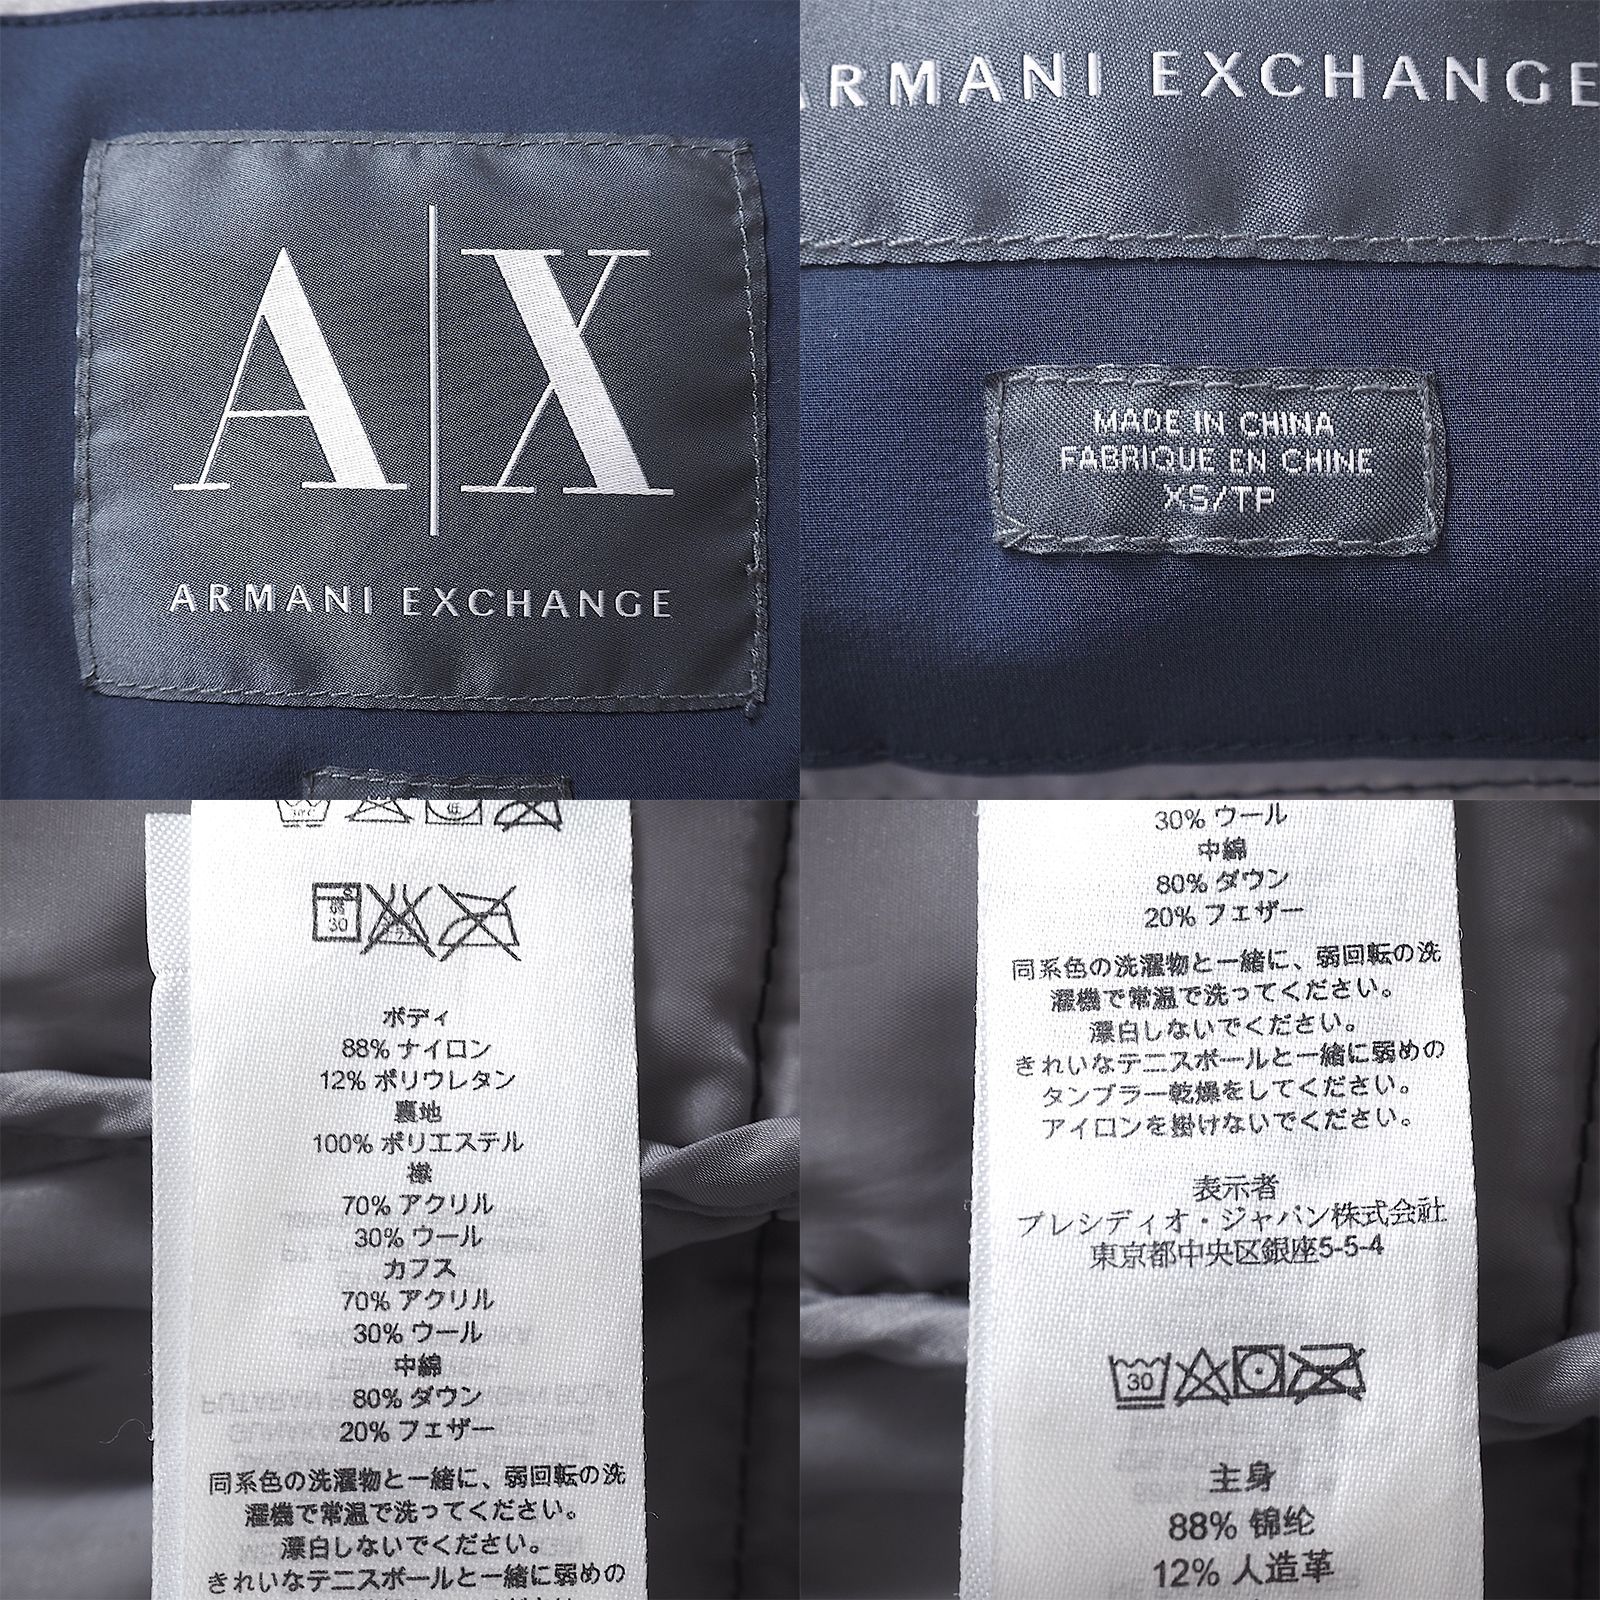 A|X
ARMANI EXCHANGE
ARMANI EXCHANGE
MADE IN CHINA
FABRIQUE EN CHINE
XS/TP
低
30
ボディ
88% ナイロン
12% ポリウレタン
裏地
100% ポリエステル
襟
70% アクリル
30% ウール
カフス
70% アクリル
30% ウール
中綿
80% ダウン
20% フェザー
同系色の洗濯物と一緒に、弱回転の洗
濯機で常温で洗ってください。
漂白しないでください。
きれいなテニスボールと一緒に弱めの
30% ウール
中綿
80% ダウン
20% フェザー
同系色の洗濯物と一緒に、弱回転の洗
濯機で常温で洗ってください。
漂白しないでください。
きれいなテニスボールと一緒に弱めの
タンブラー乾燥をしてください。
アイロンを掛けないでください。
表示者
プレシディオ・ジャパン株式会社
東京都中央区銀座5-5-4
30
主身
88% 锦纶
12% 人造革